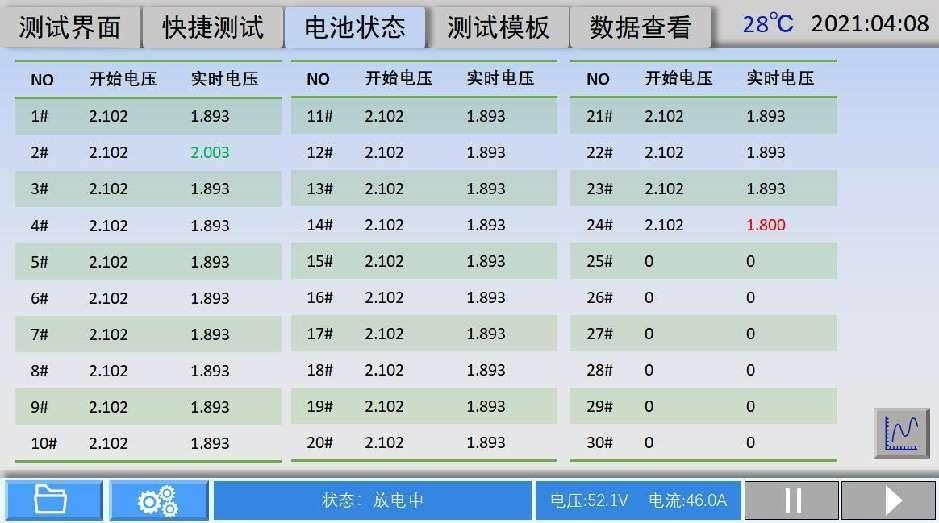 测试界面 快捷测试 电池状态 测试模板 数据查看 28℃ 2021:04:08
NO 开始电压 实时电压 NO 开始电压 实时电压 NO 开始电压 实时电压
1# 2.102 1.893 11# 2.102 1.893 21# 2.102 1.893
2# 2.102 2.003 12# 2.102 1.893 22# 2.102 1.893
3# 2.102 1.893 13# 2.102 1.893 23# 2.102 1.893
4# 2.102 1.893 14# 2.102 1.893 24# 2.102 1.800
5# 2.102 1.893 15# 2.102 1.893 25# 0 0
6# 2.102 1.893 16# 2.102 1.893 26# 0 0
7# 2.102 1.893 17# 2.102 1.893 27# 0 0
8# 2.102 1.893 18# 2.102 1.893 28# 0 0
9# 2.102 1.893 19# 2.102 1.893 29# 0 0
10# 2.102 1.893 20# 2.102 1.893 30# 0 0
状态：放电中 电压:52.1V 电流:46.0A